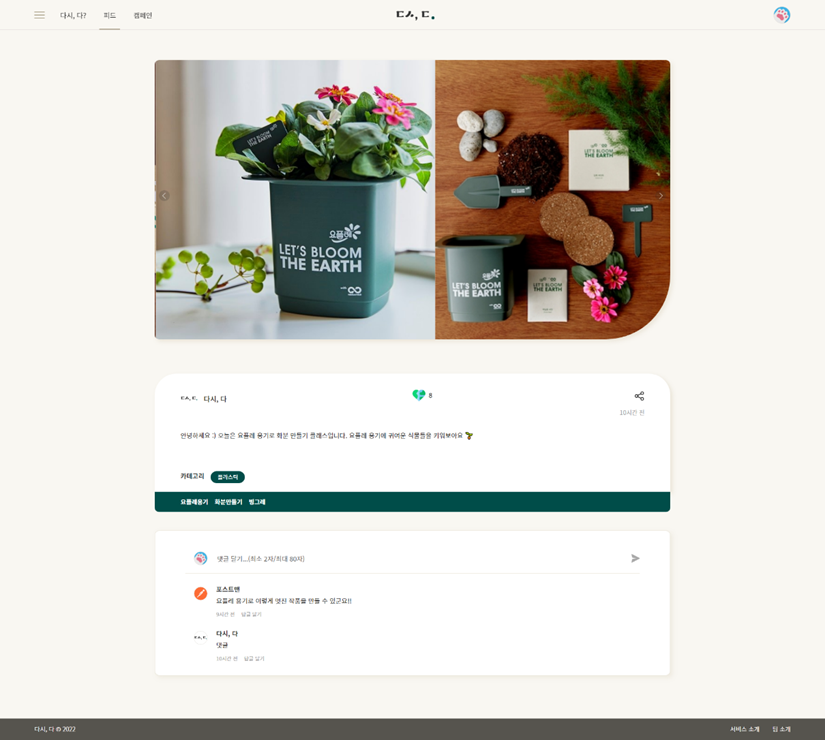 다시, 다? 피드 캠페인
ㄷㅅ, ㄷ.
LET'S BLOOM
THE EARTH
요플레
LET'S BLOOM
THE EARTH
LET'S BLOOM
THE EARTH
LET'S BLOOM
THE EARTH
다시, 다
8
10시간 전
안녕하세요 :) 오늘은 요플레 용기로 화분 만들기 클래스입니다. 요플레 용기에 귀여운 식물들을 키워보아요
카테고리 플라스틱
요플레용기 화분만들기 빙그레
댓글 달기...(최소 2자/최대 80자)
포스트맨
요플레 용기로 이렇게 멋진 작품을 만들 수 있군요!!
9시간 전 답글 달기
다시, 다
댓글
10시간 전 답글 달기
다시, 다 © 2022
서비스 소개 팀 소개